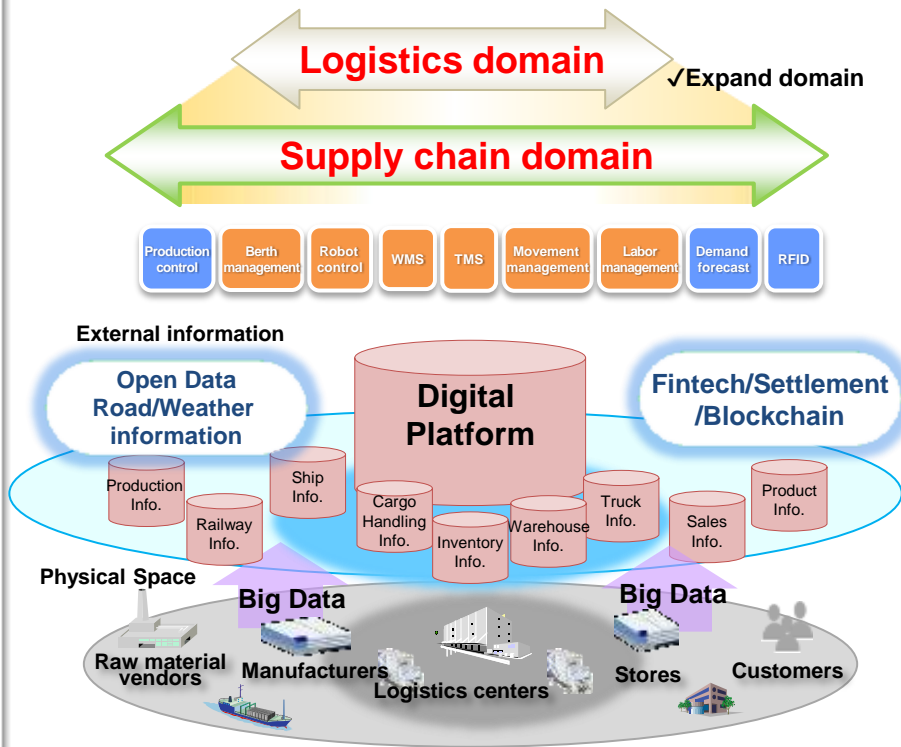 Logistics domain
✓Expand domain
Supply chain domain
Production
control
Berth
management
Robot
control
WMS
TMS
Movement
management
Labor
management
Demand
forecast
RFID
External information
Open Data
Road/Weather
information
Digital
Platform
Fintech/Settlement
/Blockchain
Production
Info.
Railway
Info.
Ship
Info.
Cargo
Handling
Info.
Inventory
Info.
Warehouse
Info.
Truck
Info.
Sales
Info.
Product
Info.
Physical Space
Big Data
Big Data
Raw material
vendors
Manufacturers
Logistics centers
Stores
Customers